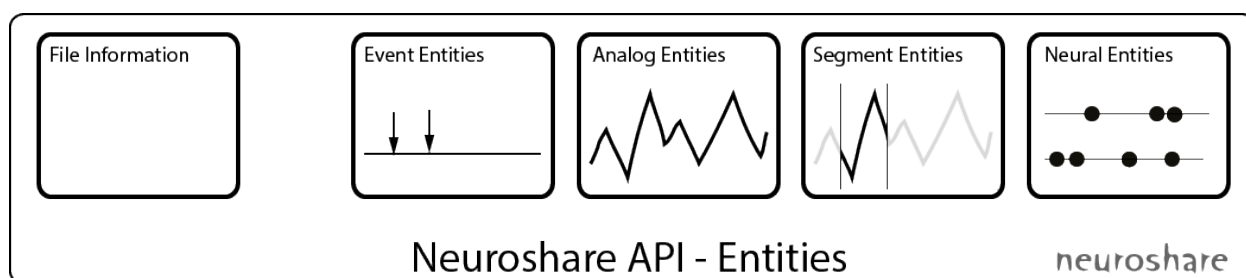 File Information
Event Entities
Analog Entities
Segment Entities
Neural Entities
Neuroshare API - Entities
neuroshare